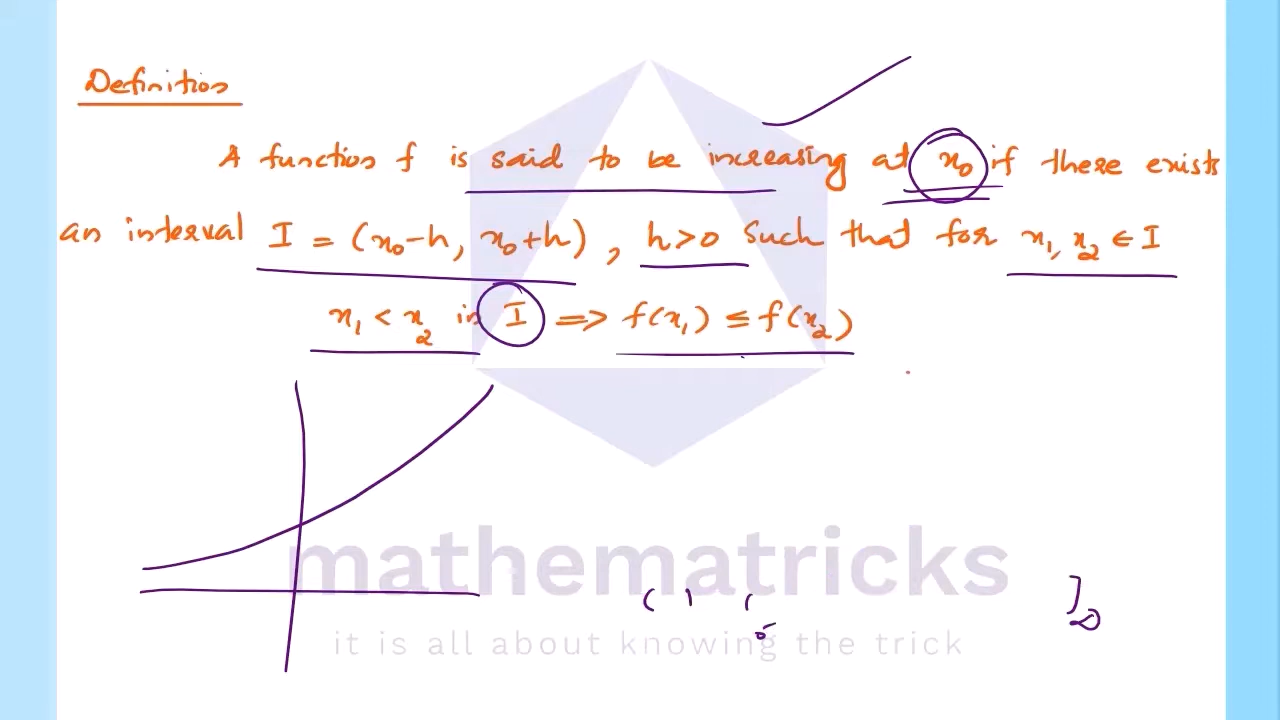 Definition
A function f is said to be increasing at x₀ if there exists
an interval I = (x₀-h, x₀+h), h>0 such that for x₁, x₂ ∈ I
x₁ < x₂ in I ⟹ f(x₁) ≤ f(x₂)
mathematricks
it is all about knowing the trick